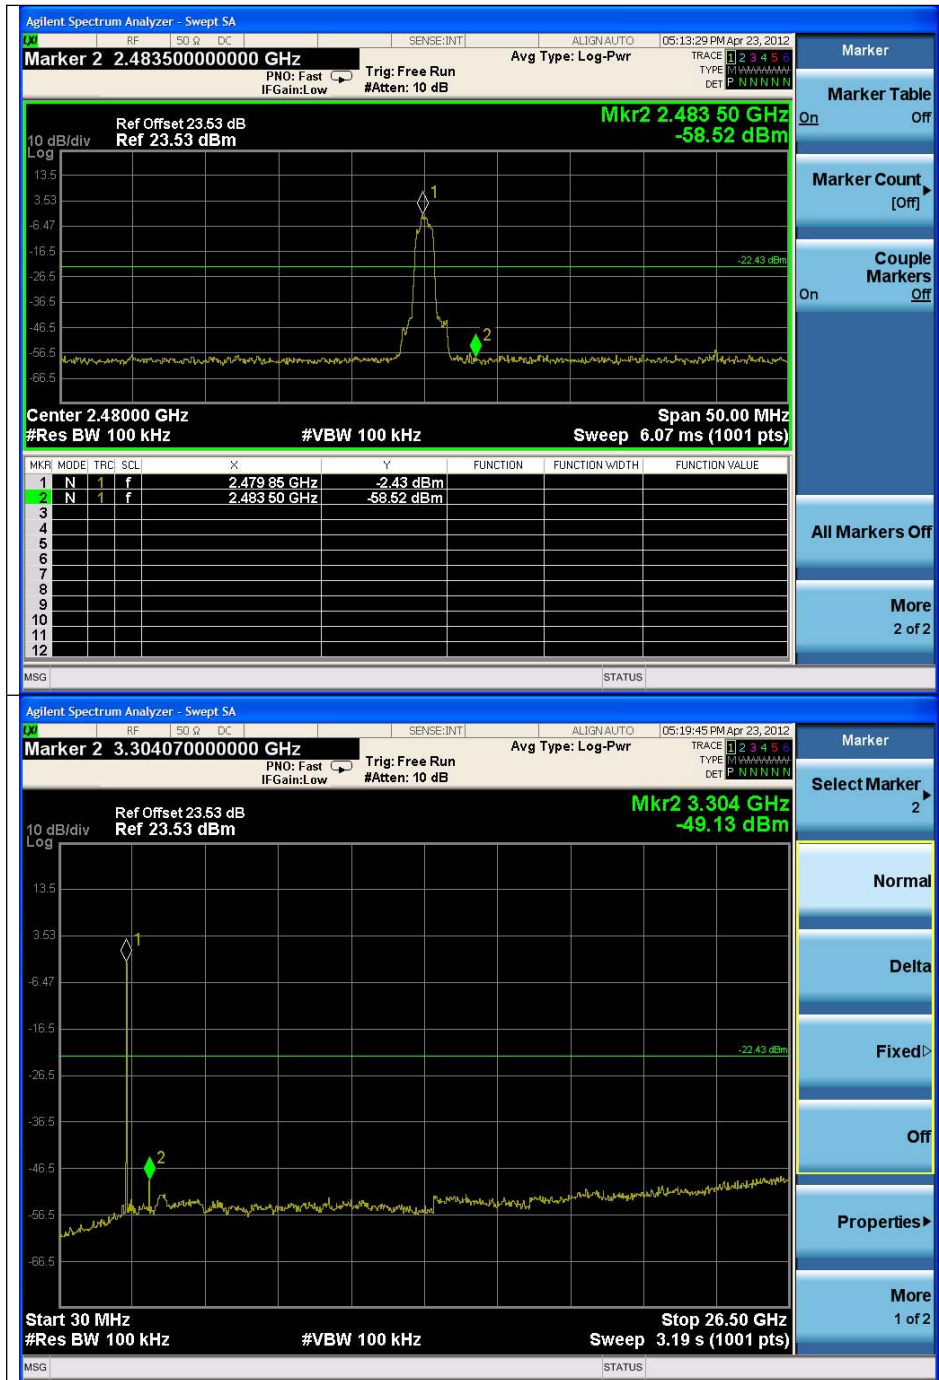 Agilent Spectrum Analyzer - Swept SA
LXI RF 50 Ω DC SENSE:INT ALIGN AUTO 05:13:29 PM Apr 23, 2012
Marker 2 2.483500000000 GHz
Avg Type: Log-Pwr
TRACE 1 2 3 4 5 6
PNO: Fast Trig: Free Run
TYPE M WWWWW
IFGain:Low #Atten: 10 dB
DET P N N N N N
Mkr2 2.483 50 GHz
Ref Offset 23.53 dB
-58.52 dBm
10 dB/div Ref 23.53 dBm
Log
13.5
1
3.53
-6.47
-16.5
-22.43 dBm
-26.5
-36.5
-46.5
2
-56.5
-66.5
Center 2.48000 GHz Span 50.00 MHz
#Res BW 100 kHz #VBW 100 kHz Sweep 6.07 ms (1001 pts)
MKR MODE TRC SCL X Y FUNCTION FUNCTION WIDTH FUNCTION VALUE
1 N 1 f 2.479 85 GHz -2.43 dBm
2 N 1 f 2.483 50 GHz -58.52 dBm
3
4
5
6
7
8
9
10
11
12
MSG STATUS
Marker
Marker Table
On Off
Marker Count
[Off]
Couple
Markers
On Off
All Markers Off
More
2 of 2
Agilent Spectrum Analyzer - Swept SA
LXI RF 50 Ω DC SENSE:INT ALIGN AUTO 05:19:45 PM Apr 23, 2012
Marker 2 3.304070000000 GHz
Avg Type: Log-Pwr
TRACE 1 2 3 4 5 6
PNO: Fast Trig: Free Run
TYPE M WWWWW
IFGain:Low #Atten: 10 dB
DET P N N N N N
Mkr2 3.304 GHz
Ref Offset 23.53 dB
-49.13 dBm
10 dB/div Ref 23.53 dBm
Log
13.5
3.53
1
-6.47
-16.5
-22.43 dBm
-26.5
-36.5
-46.5
2
-56.5
-66.5
Start 30 MHz Stop 26.50 GHz
#Res BW 100 kHz #VBW 100 kHz Sweep 3.19 s (1001 pts)
MSG STATUS
Marker
Select Marker
2
Normal
Delta
Fixed
Off
Properties
More
1 of 2